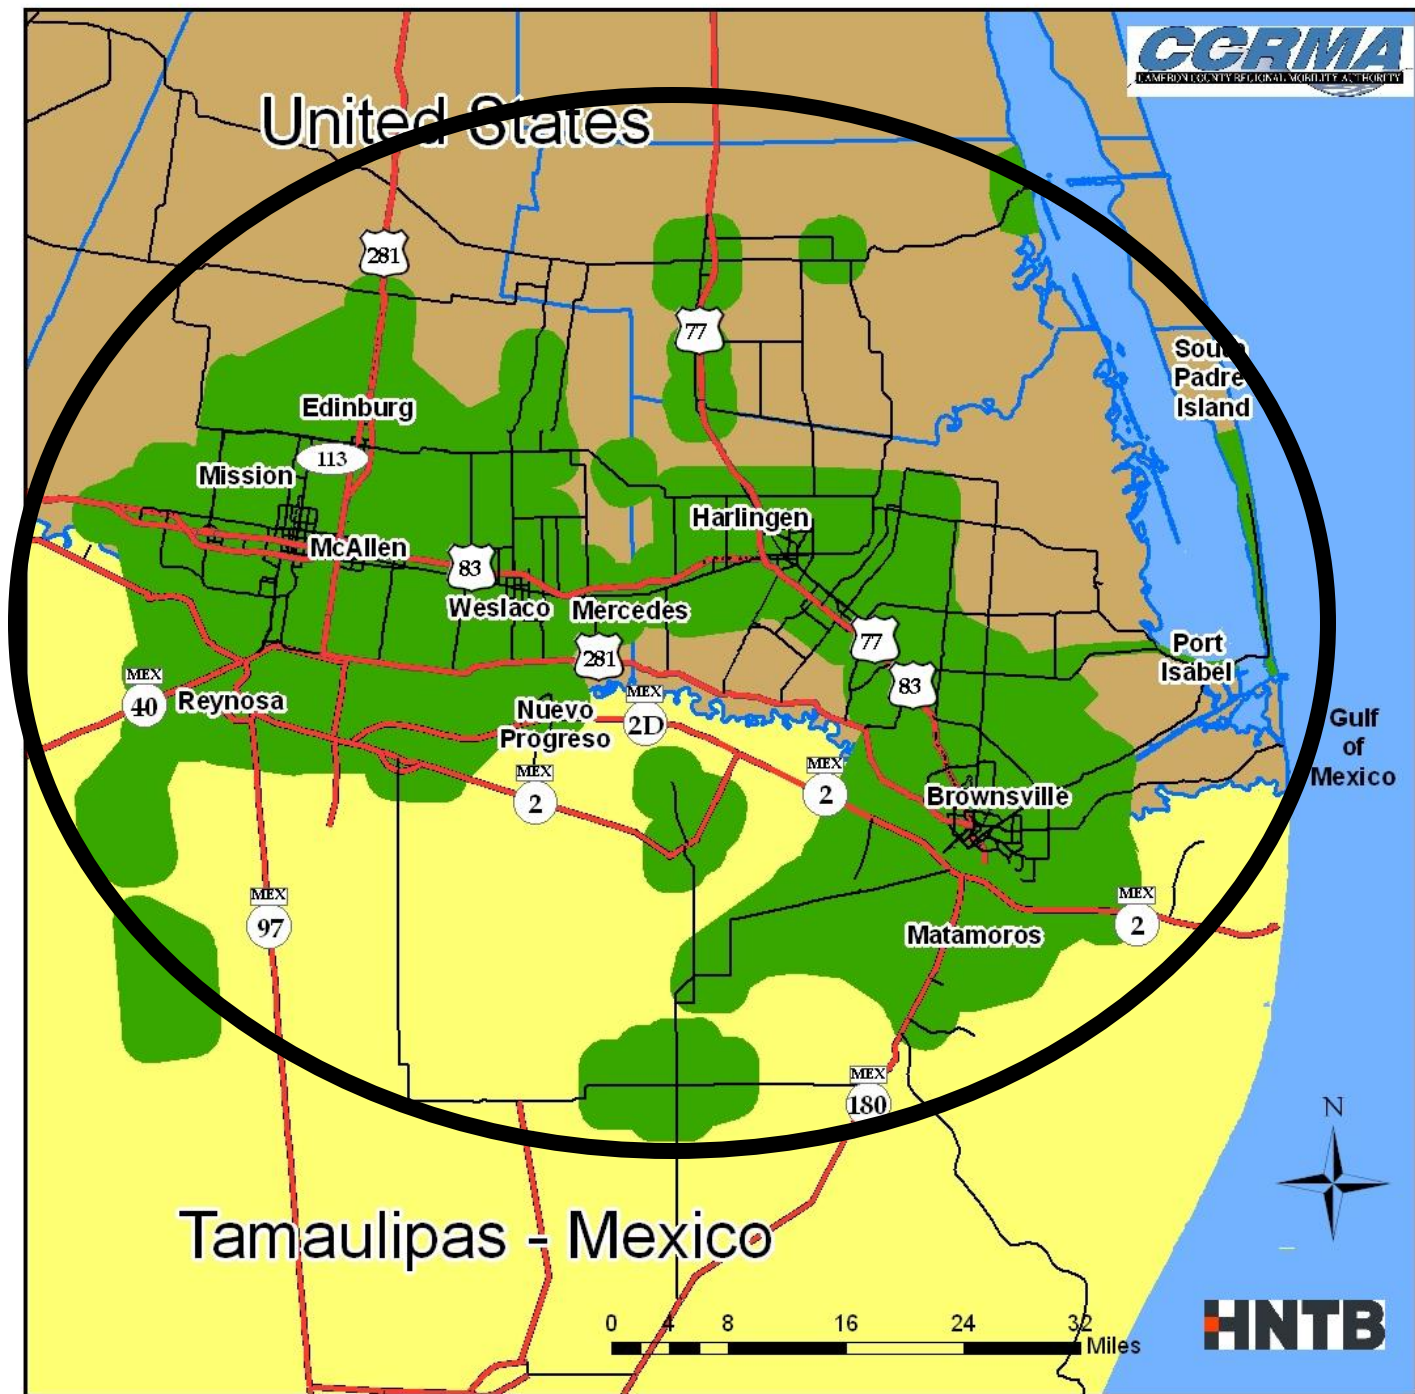 CCRMA
CAMERON COUNTY REGIONAL MOBILITY AUTHORITY
United States
281
77
South
Padre
Island
Edinburg
113
Mission
Harlingen
McAllen
83
Weslaco
Mercedes
77
281
Port
Isabel
83
MEX
40
Reynosa
MEX
2D
Nuevo
Progreso
Gulf
of
Mexico
MEX
2
MEX
2
Brownsville
MEX
97
MEX
2
Matamoros
MEX
180
N
Tamaulipas - Mexico
0 4 8 16 24 32
Miles
HNTB